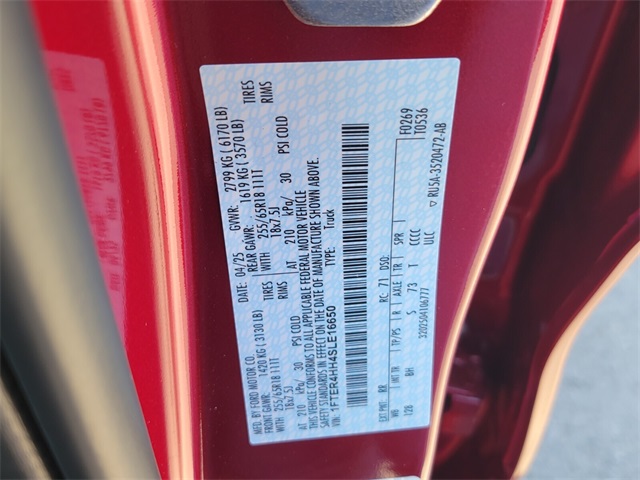 MFD. BY FORD MOTOR CO.
DATE: 04/25 GVWR: 2799 KG ( 6170 LB)
FRONT GAWR: 1420 KG ( 3130 LB) REAR GAWR: 1619 KG ( 3570 LB)
WITH 255/65R18 111T TIRES WITH 255/65R18 111T TIRES
18x7.5J RIMS 18x7.5J RIMS
AT 210 kPa/ 30 PSI COLD AT 210 kPa/ 30 PSI COLD
THIS VEHICLE CONFORMS TO ALL APPLICABLE FEDERAL MOTOR VEHICLE
SAFETY STANDARDS IN EFFECT ON THE DATE OF MANUFACTURE SHOWN ABOVE.
VIN: 1FTER4HH4SLE16650 TYPE: Truck
F0269
T0536
EXT PNT: RR RC: 71 DSO:
WB TP/PS R AXLE TR SPR
128 BH S 73 T CCCC
3202504106777 ULC
RU5A-3520472-AB